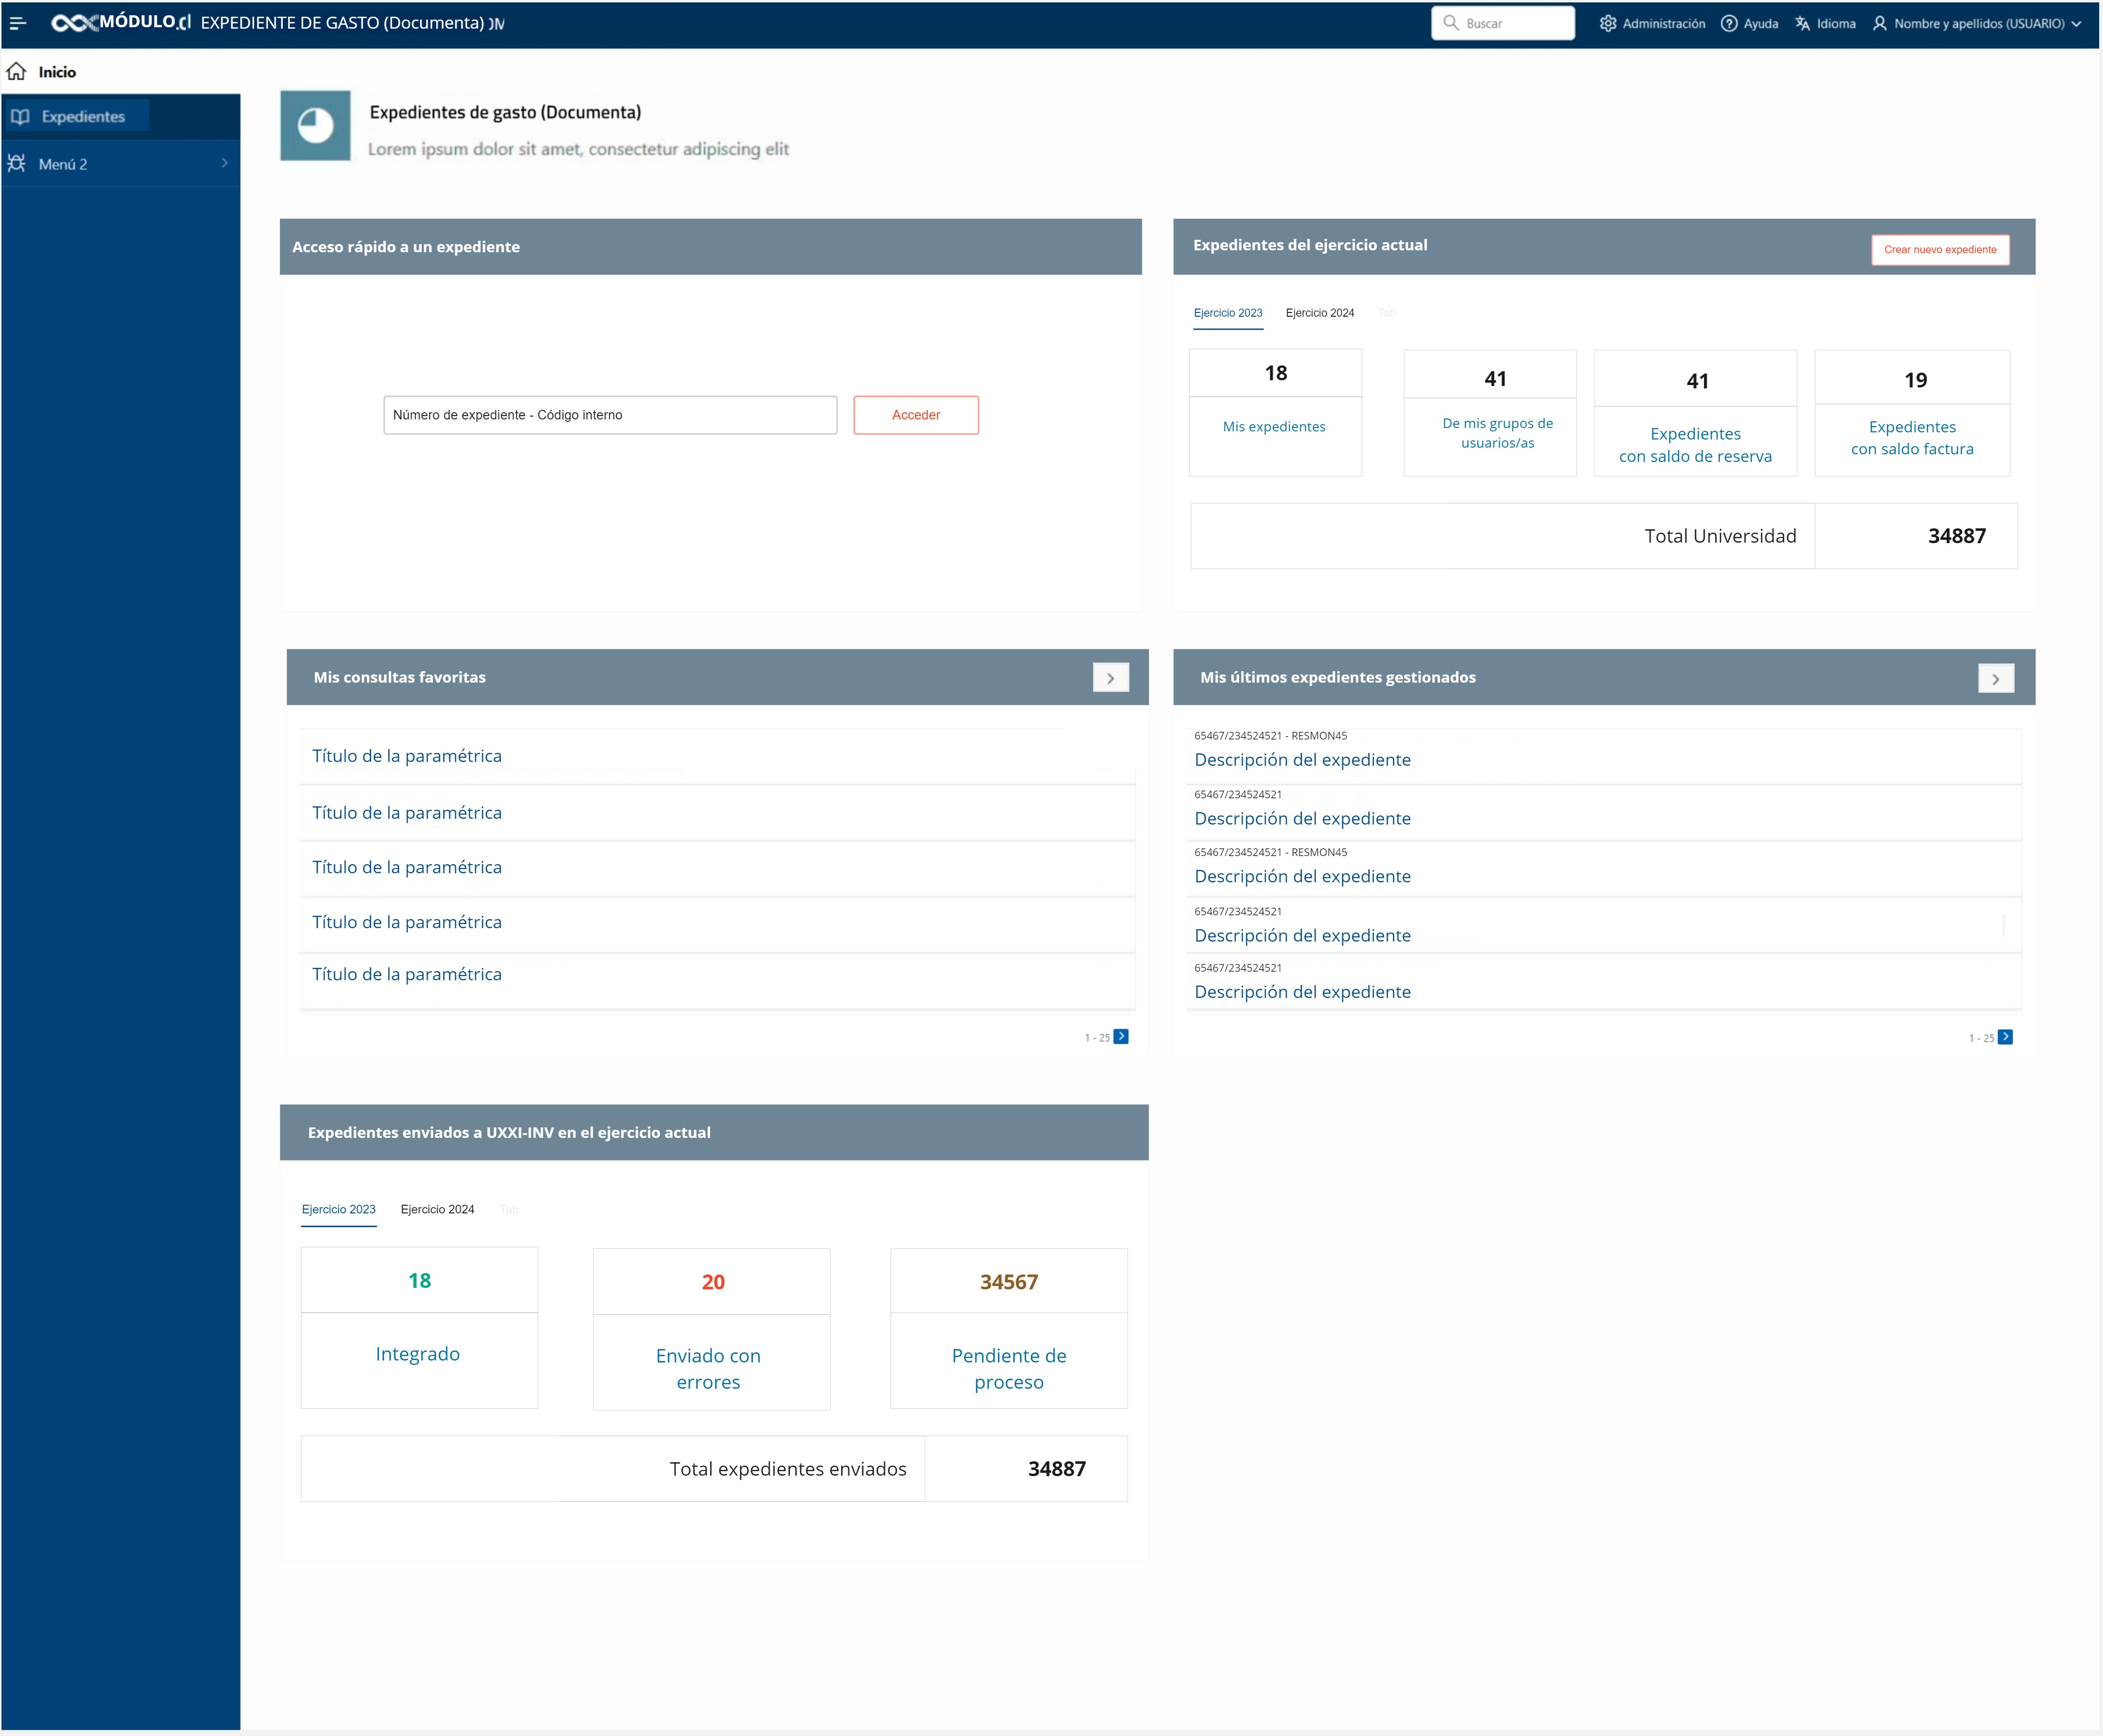 MÓDULO.cl EXPEDIENTE DE GASTO (Documenta)
Buscar
Administración
Ayuda
Idioma
Nombre y apellidos (USUARIO)
Inicio
Expedientes
Menú 2
Expedientes de gasto (Documenta)
Lorem ipsum dolor sit amet, consectetur adipiscing elit
Acceso rápido a un expediente
Número de expediente - Código interno
Acceder
Expedientes del ejercicio actual
Crear nuevo expediente
Ejercicio 2023
Ejercicio 2024
Tab
18
Mis expedientes
41
De mis grupos de
usuarios/as
41
Expedientes
con saldo de reserva
19
Expedientes
con saldo factura
Total Universidad
34887
Mis consultas favoritas
Título de la paramétrica
Título de la paramétrica
Título de la paramétrica
Título de la paramétrica
Título de la paramétrica
1 - 25
Mis últimos expedientes gestionados
65467/234524521 - RESMON45
Descripción del expediente
65467/234524521
Descripción del expediente
65467/234524521 - RESMON45
Descripción del expediente
65467/234524521
Descripción del expediente
65467/234524521
Descripción del expediente
1 - 25
Expedientes enviados a UXXI-INV en el ejercicio actual
Ejercicio 2023
Ejercicio 2024
Tab
18
Integrado
20
Enviado con
errores
34567
Pendiente de
proceso
Total expedientes enviados
34887